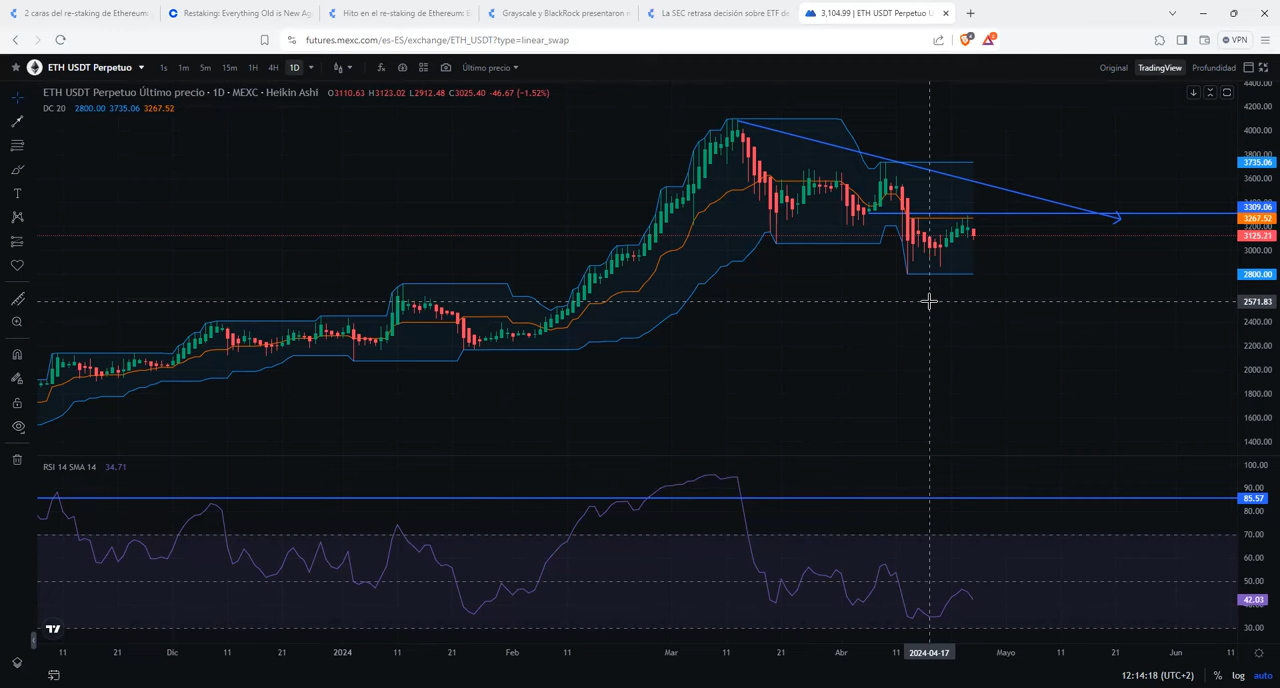 2 caras del re-staking de Ethereum:
Restaking: Everything Old is New Ag
Hito en el re-staking de Ethereum: E
Grayscale y BlackRock presentaron n
La SEC retrasa decisión sobre ETF d
3,104.99 | ETH USDT Perpetuo U
futures.mexc.com/es-ES/exchange/ETH_USDT?type=linear_swap
VPN
ETH USDT Perpetuo 1s 1m 5m 15m 1H 4H 1D Último precio Original TradingView Profundidad
ETH USDT Perpetuo Último precio · 1D · MEXC · Heikin Ashi O3110.63 H3123.02 L2912.48 C3025.40 -46.67 (-1.52%)
DC 20 2800.00 3735.06 3267.52
4400.00
4200.00
4000.00
3800.00
3735.06
3600.00
3309.06
3267.52
3200.00
3125.21
3000.00
2800.00
2571.83
2400.00
2200.00
2000.00
1800.00
1600.00
1400.00
RSI 14 SMA 14 34.71
100.00
90.00
85.57
80.00
70.00
60.00
50.00
42.03
30.00
11 21 Dic 11 21 2024 11 21 Feb 11 Mar 11 21 Abr 11 2024-04-17 Mayo 11 21 Jun 11
12:14:18 (UTC+2) % log auto